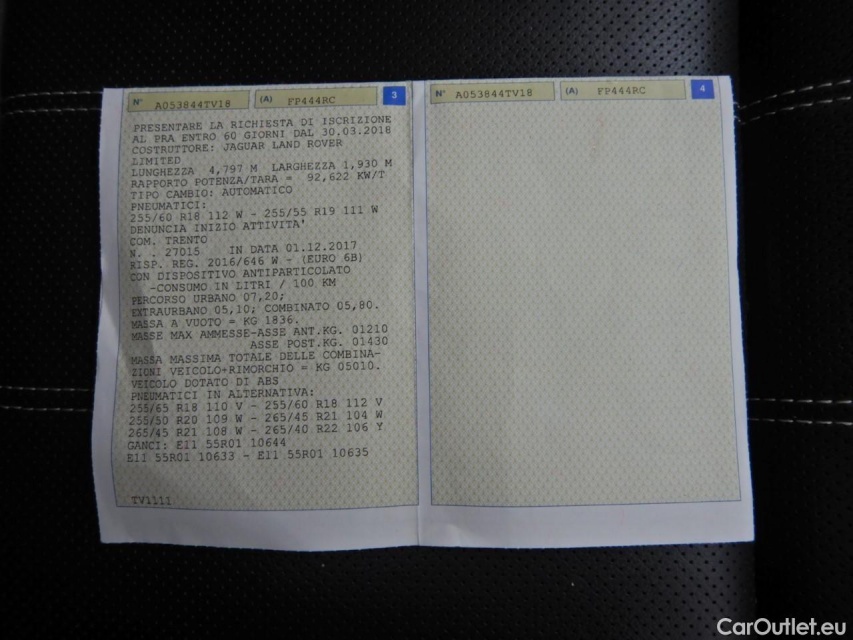 N° A053844TV18 (A) FP444RC 3
PRESENTARE LA RICHIESTA DI ISCRIZIONE
AL PRA ENTRO 60 GIORNI DAL 30.03.2018
COSTRUTTORE: JAGUAR LAND ROVER
LIMITED
LUNGHEZZA 4,797 M LARGHEZZA 1,930 M
RAPPORTO POTENZA/TARA = 92,622 KW/T
TIPO CAMBIO: AUTOMATICO
PNEUMATICI:
255/60 R18 112 W - 255/55 R19 111 W
DENUNCIA INIZIO ATTIVITA'
COM. TRENTO
N. . 27015 IN DATA 01.12.2017
RISP. REG. 2016/646 W - (EURO 6B)
CON DISPOSITIVO ANTIPARTICOLATO
-CONSUMO IN LITRI / 100 KM
PERCORSO URBANO 07,20;
EXTRAURBANO 05,10; COMBINATO 05,80.
MASSA A VUOTO = KG 1836.
MASSE MAX AMMESSE-ASSE ANT.KG. 01210
ASSE POST.KG. 01430
MASSA MASSIMA TOTALE DELLE COMBINA-
ZIONI VEICOLO+RIMORCHIO = KG 05010.
VEICOLO DOTATO DI ABS
PNEUMATICI IN ALTERNATIVA:
255/65 R18 110 V - 255/60 R18 112 V
255/50 R20 109 W - 265/45 R21 104 W
265/45 R21 108 W - 265/40 R22 106 Y
GANCI: E11 55R01 10644
E11 55R01 10633 - E11 55R01 10635
TV1111
N° A053844TV18 (A) FP444RC 4
CarOutlet.eu